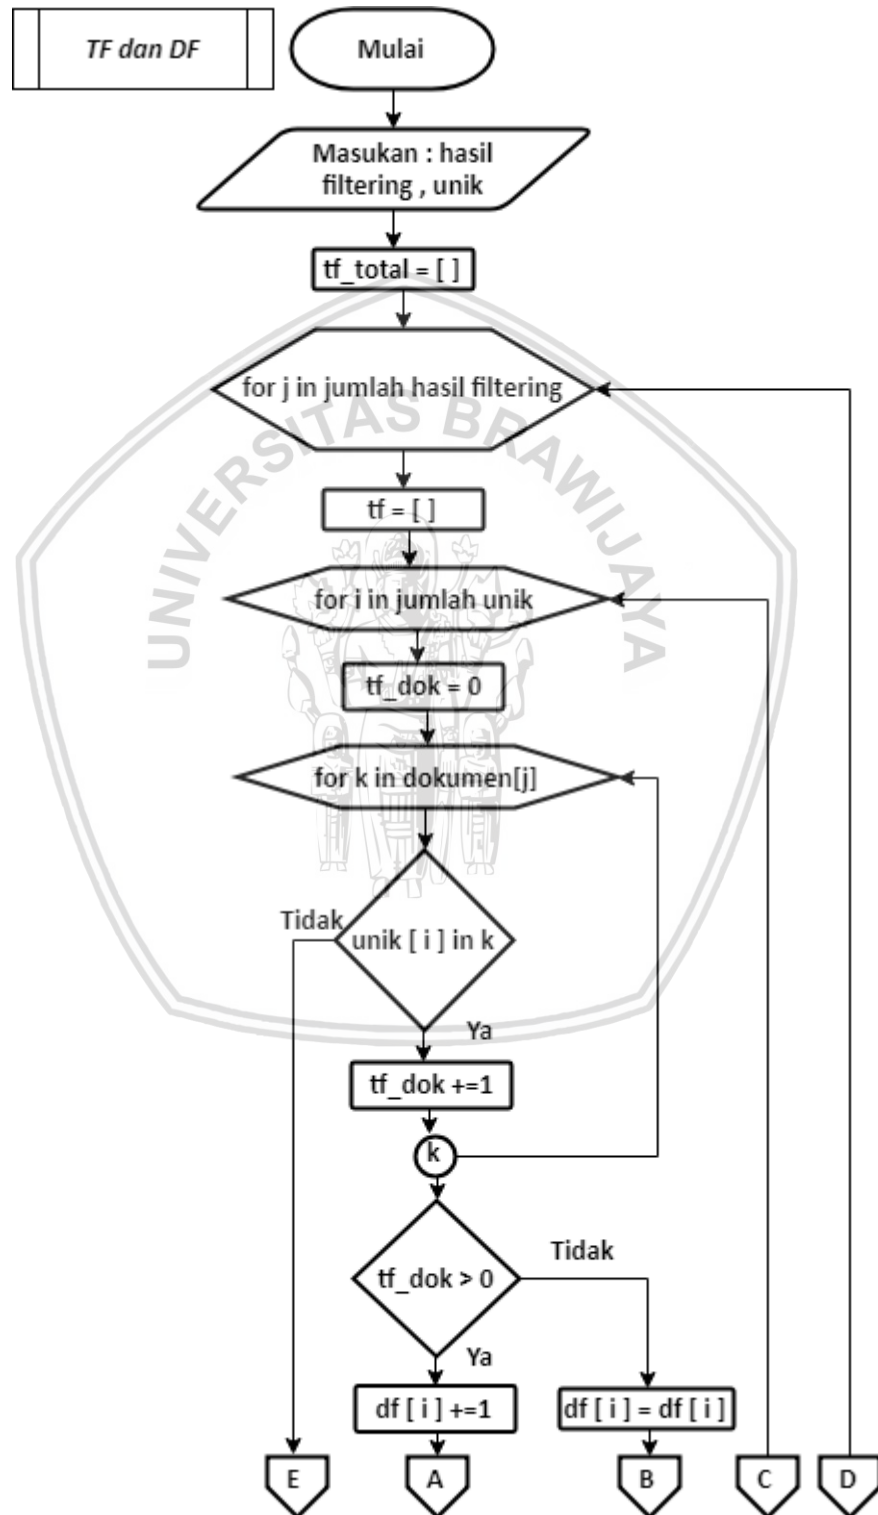 TF dan DF
Mulai
Masukan : hasil
filtering , unik
tf_total = [ ]
for j in jumlah hasil filtering
UNIVERSITAS BRAWIJAYA
tf = [ ]
for i in jumlah unik
tf_dok = 0
for k in dokumen[j]
Tidak
unik [ i ] in k
Ya
tf_dok +=1
k
Tidak
tf_dok > 0
Ya
df [ i ] +=1
df [ i ] = df [ i ]
E
A
B
C
D